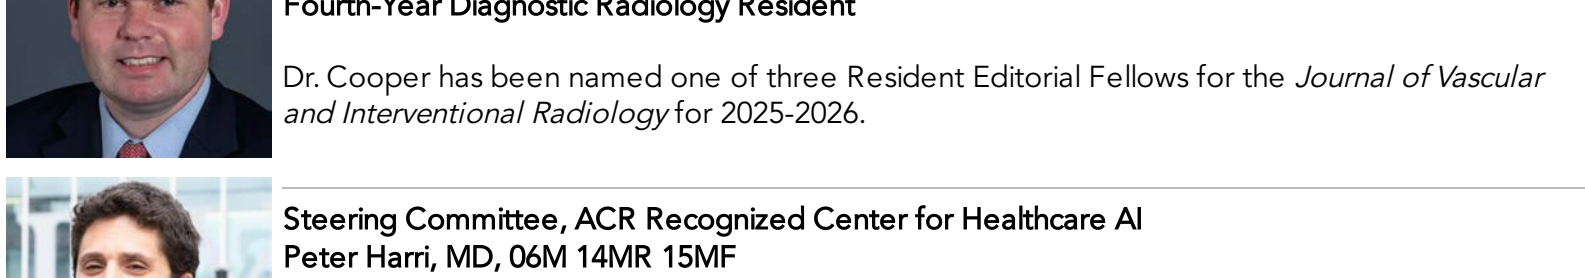 Fourth-Year Diagnostic Radiology Resident
Dr. Cooper has been named one of three Resident Editorial Fellows for the Journal of Vascular
and Interventional Radiology for 2025-2026.
Steering Committee, ACR Recognized Center for Healthcare AI
Peter Harri, MD, 06M 14MR 15MF